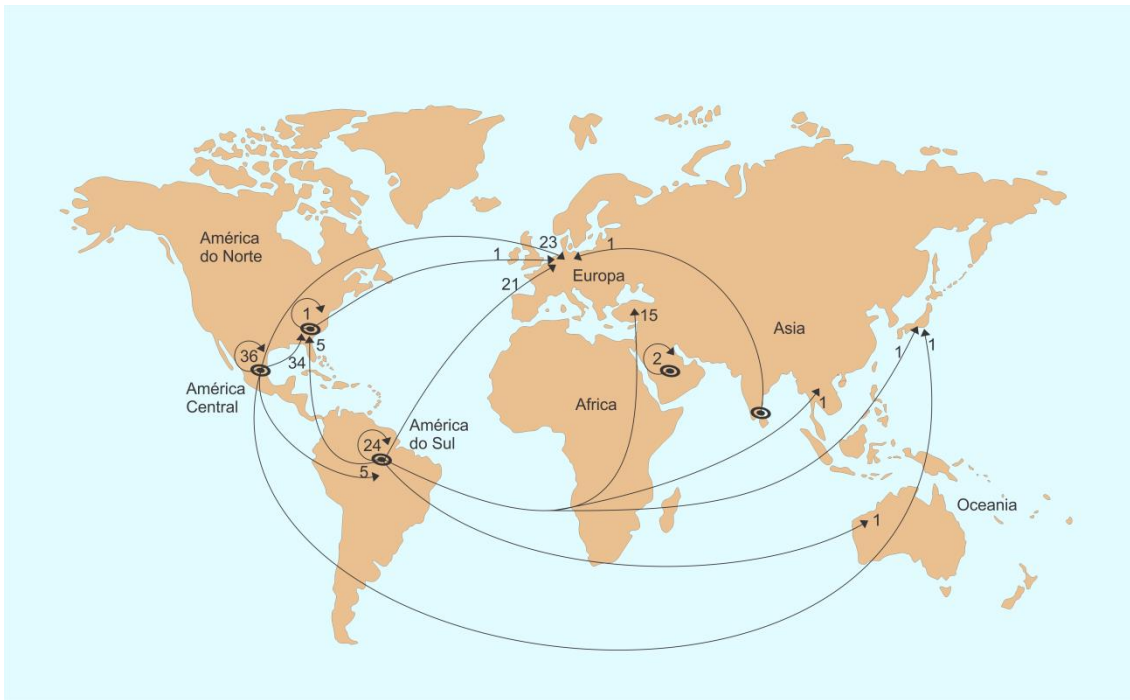 América
do Norte
23
1
1
Europa
21
1
15
Asia
5
36
34
2
1
1
América
Central
Africa
1
América
do Sul
24
5
Oceania
1